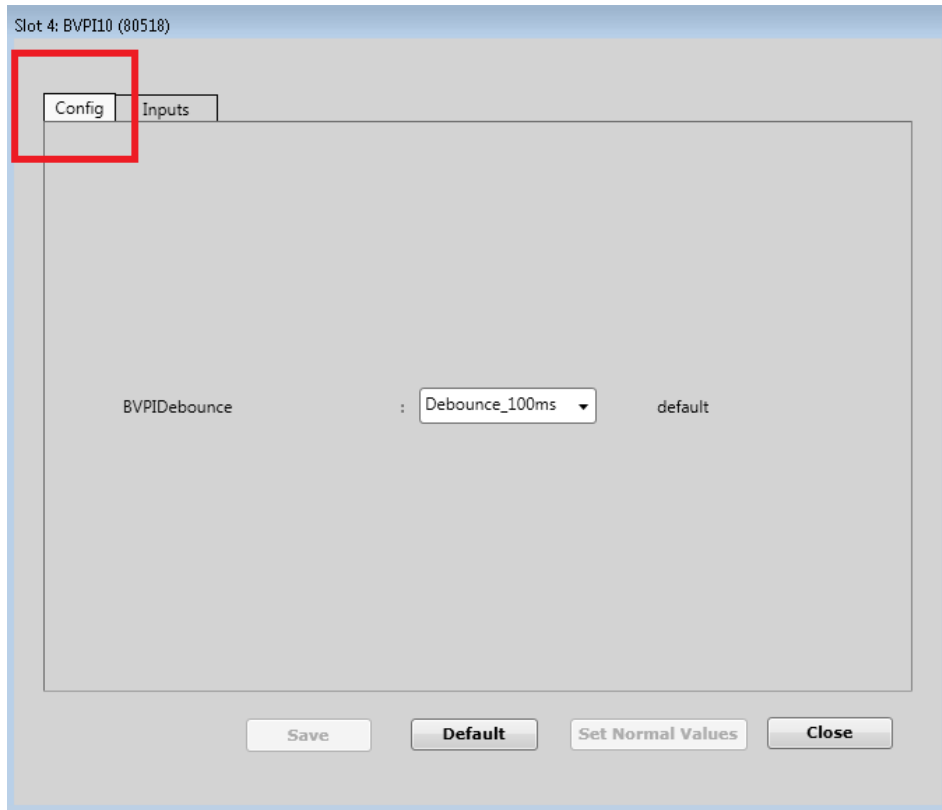 Slot 4: BVPI10 (80518)
Config Inputs
BVPIDebounce : Debounce_100ms default
Save Default Set Normal Values Close